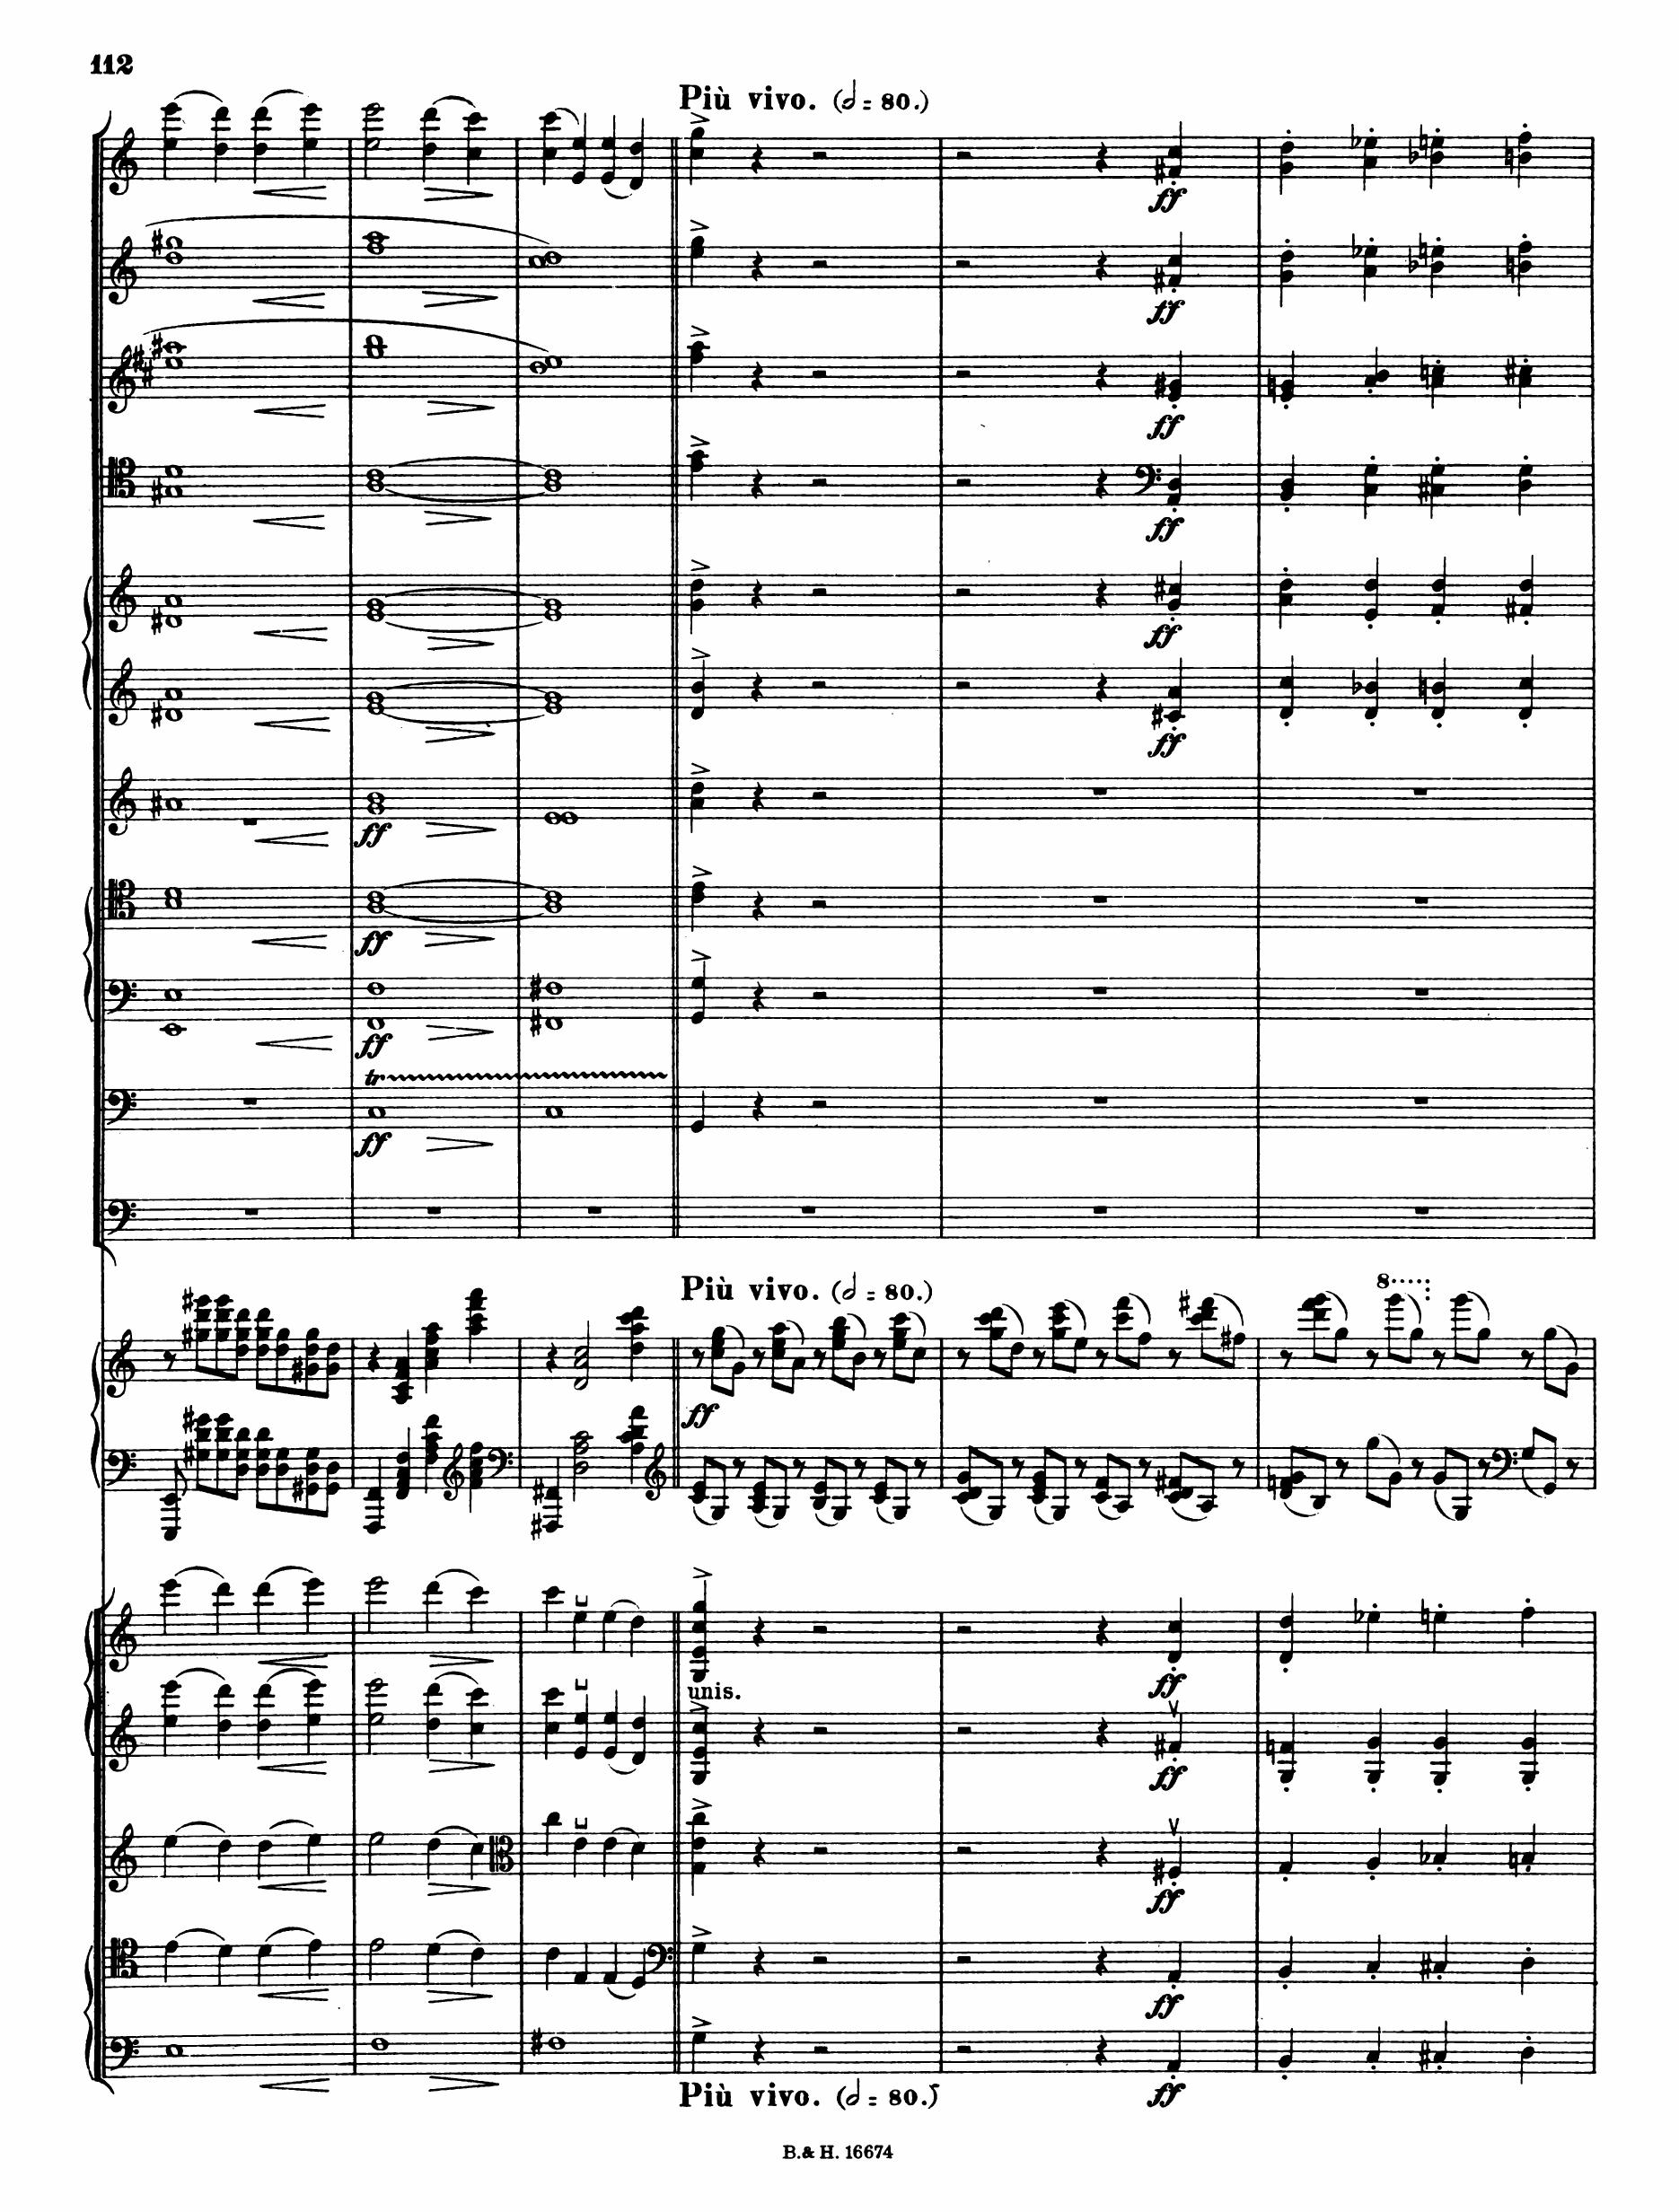 112
Più vivo. (𝅗𝅥 = 80.)
ff
ff
ff
ff
ff
ff
ff
ff
ff
tr
ff
Più vivo. (𝅗𝅥 = 80.)
8
ff
unis.
ff
ff
ff
ff
ff
Più vivo. (𝅗𝅥 = 80.)
B.& H. 16674